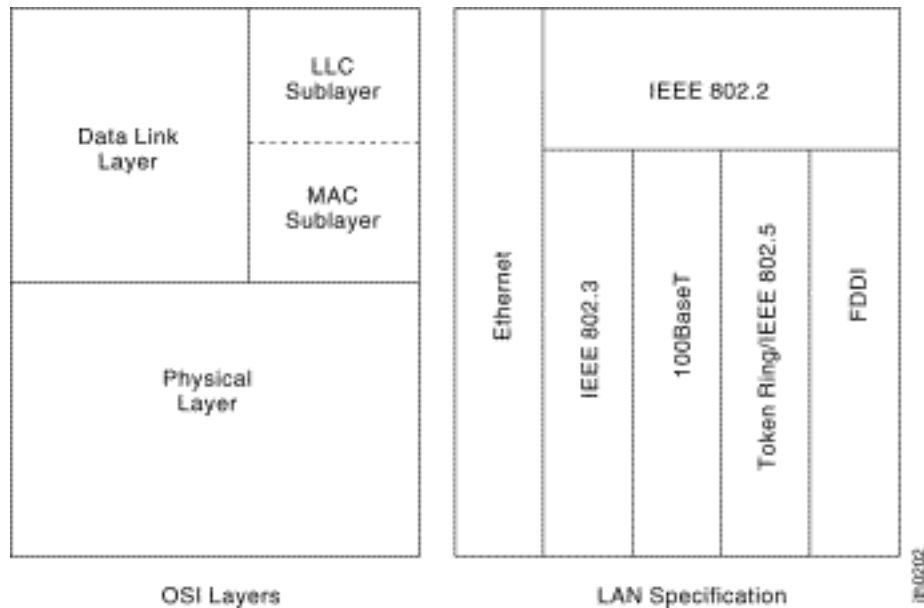 Data Link
Layer
LLC
Sublayer
MAC
Sublayer
Physical
Layer
OSI Layers
Ethernet
IEEE 802.2
IEEE 802.3
100BaseT
Token Ring/IEEE 802.5
FDDI
LAN Specification
ith0202